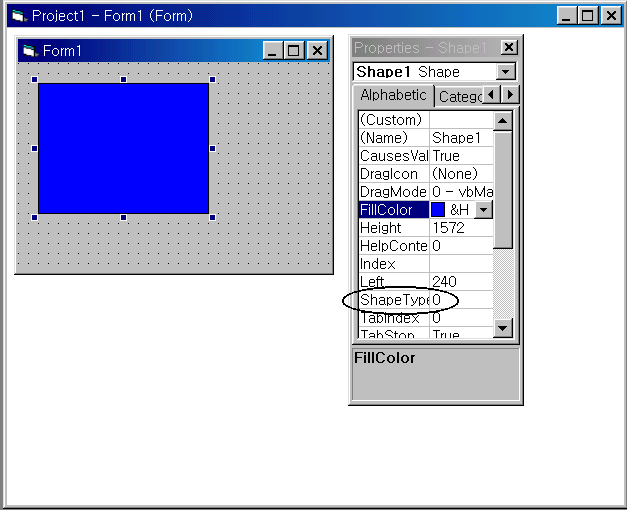 Project1 – Form1 (Form)
Form1
Properties – Shape1
Shape1 Shape
Alphabetic Catego
(Custom)
(Name) Shape1
CausesVal True
DragIcon (None)
DragMode 0 – vbMa
FillColor &H
Height 1572
HelpConte 0
Index
Left 240
ShapeType 0
TabIndex 0
TabStop True
FillColor